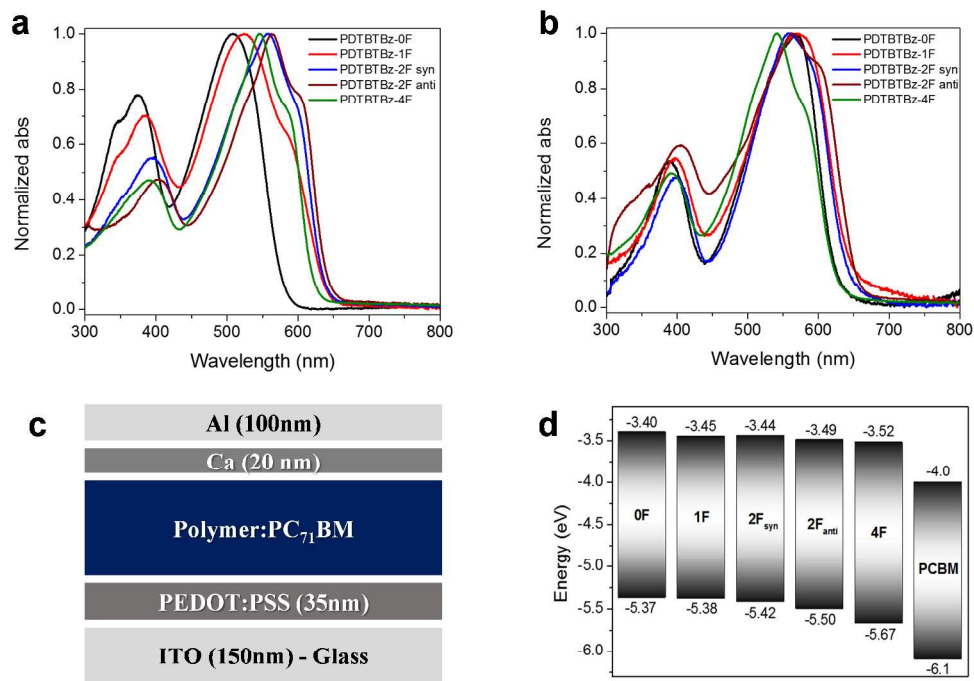 a
1.0
0.8
0.6
0.4
0.2
0.0
Normalized abs
PDTBTBz-0F
PDTBTBz-1F
PDTBTBz-2F syn
PDTBTBz-2F anti
PDTBTBz-4F
300 400 500 600 700 800
Wavelength (nm)
b
1.0
0.8
0.6
0.4
0.2
0.0
Normalized abs
PDTBTBz-0F
PDTBTBz-1F
PDTBTBz-2F syn
PDTBTBz-2F anti
PDTBTBz-4F
300 400 500 600 700 800
Wavelength (nm)
c
Al (100nm)
Ca (20 nm)
Polymer:PC₇₁BM
PEDOT:PSS (35nm)
ITO (150nm) - Glass
d
-3.5
-4.0
-4.5
-5.0
-5.5
-6.0
Energy (eV)
-3.40 -3.45 -3.44 -3.49 -3.52 -4.0
0F 1F 2Fsyn 2Fanti 4F PCBM
-5.37 -5.38 -5.42 -5.50 -5.67 -6.1